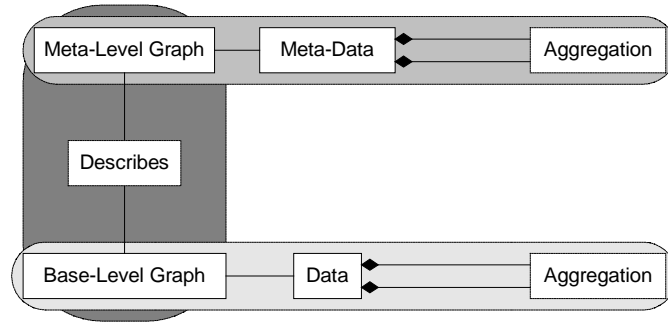 Meta-Level Graph
Meta-Data
Aggregation
Describes
Base-Level Graph
Data
Aggregation